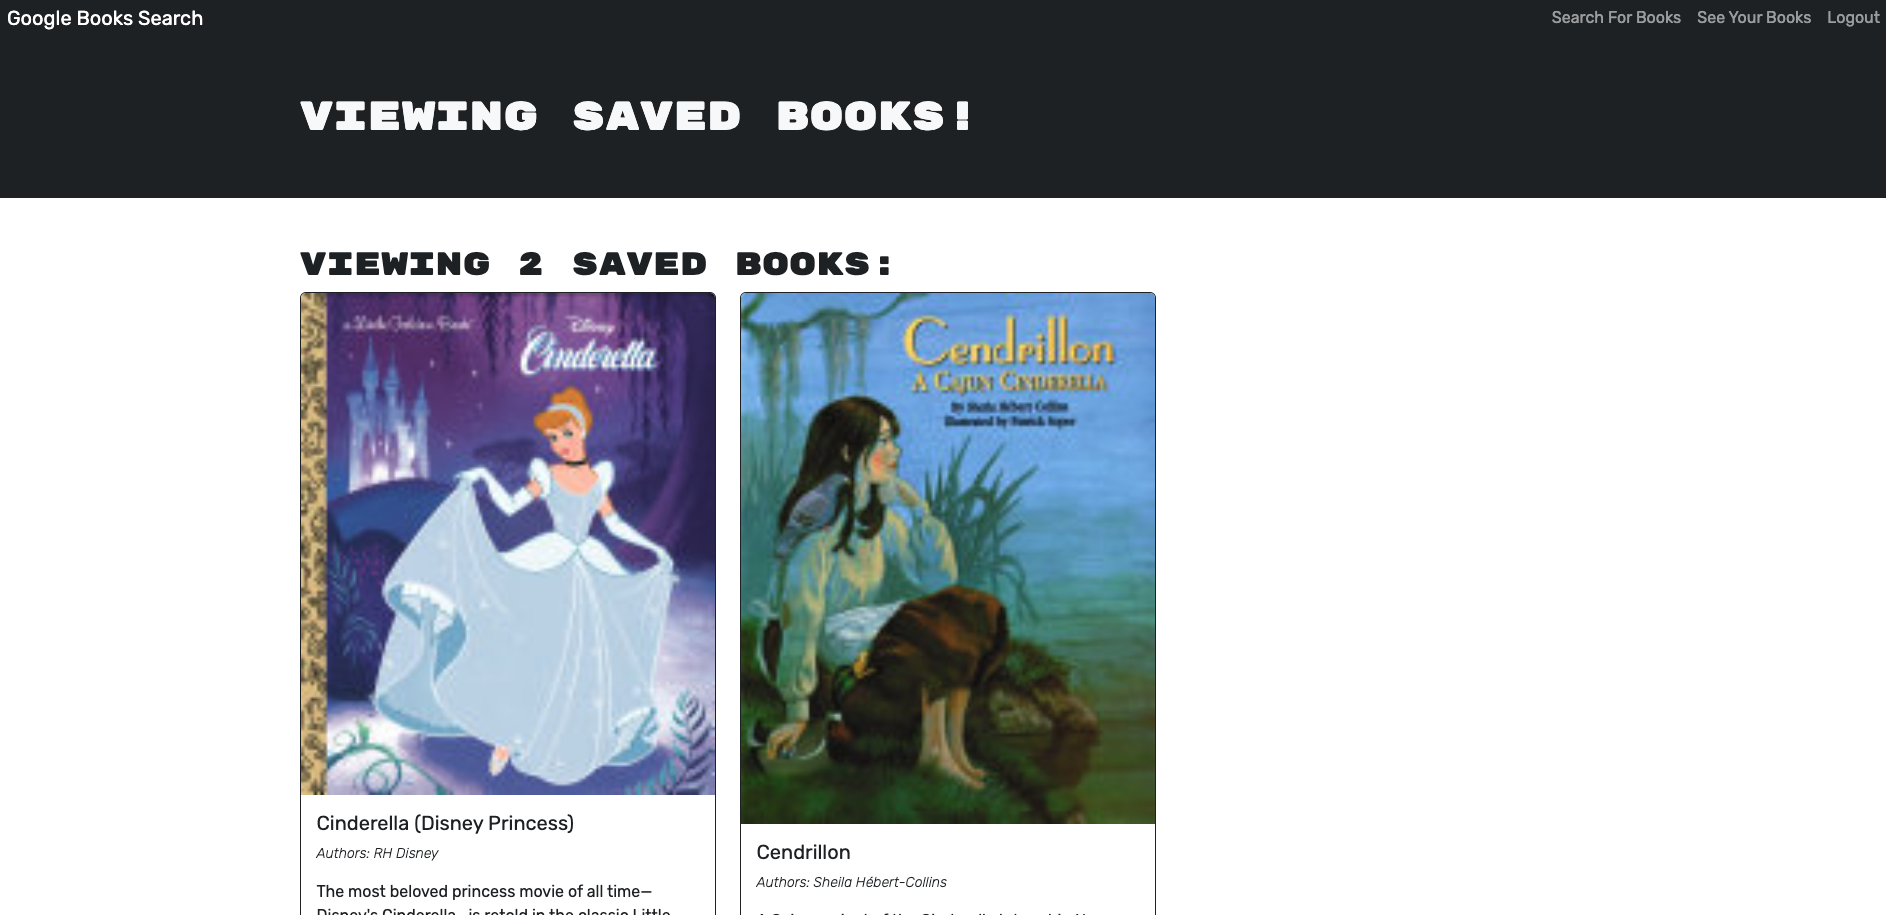 Google Books Search
Search For Books See Your Books Logout
VIEWING SAVED BOOKS!
VIEWING 2 SAVED BOOKS:
a Little Golden Book
Disney
Cinderella
Cendrillon
A CAJUN CINDERELLA
By Sheila Hébert Collins
Illustrated by Patrick Soper
Cinderella (Disney Princess)
Authors: RH Disney
The most beloved princess movie of all time—
Disney's Cinderella--is retold in the classic Little
Cendrillon
Authors: Sheila Hébert-Collins